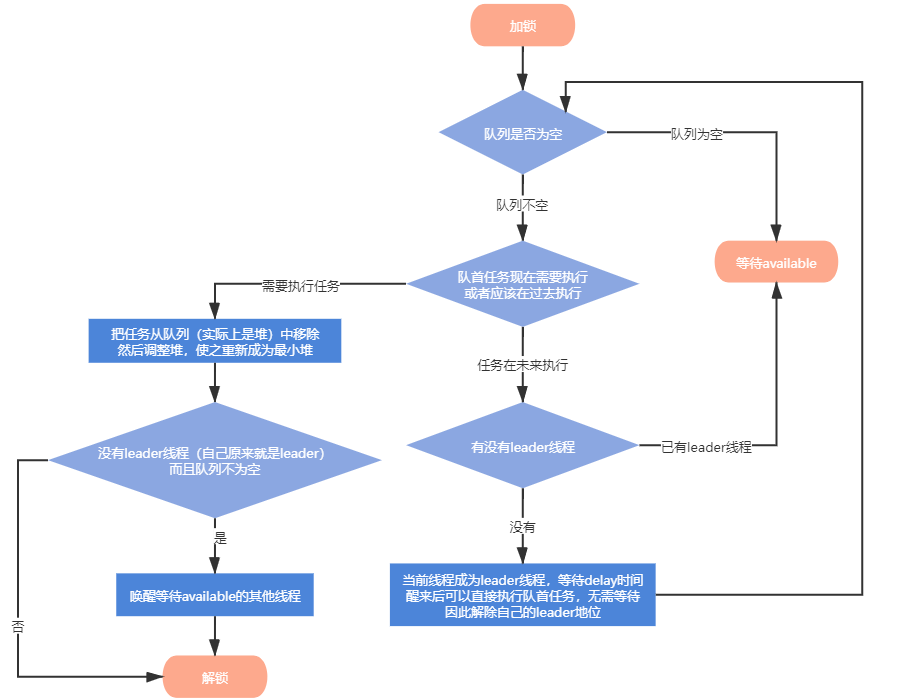 加锁
队列是否为空
队列为空
队列不空
等待available
队首任务现在需要执行
或者应该在过去执行
需要执行任务
把任务从队列（实际上是堆）中移除
然后调整堆，使之重新成为最小堆
任务在未来执行
没有leader线程（自己原来就是leader）
而且队列不为空
有没有leader线程
已有leader线程
是
没有
唤醒等待available的其他线程
当前线程成为leader线程，等待delay时间
醒来后可以直接执行队首任务，无需等待
因此解除自己的leader地位
否
解锁